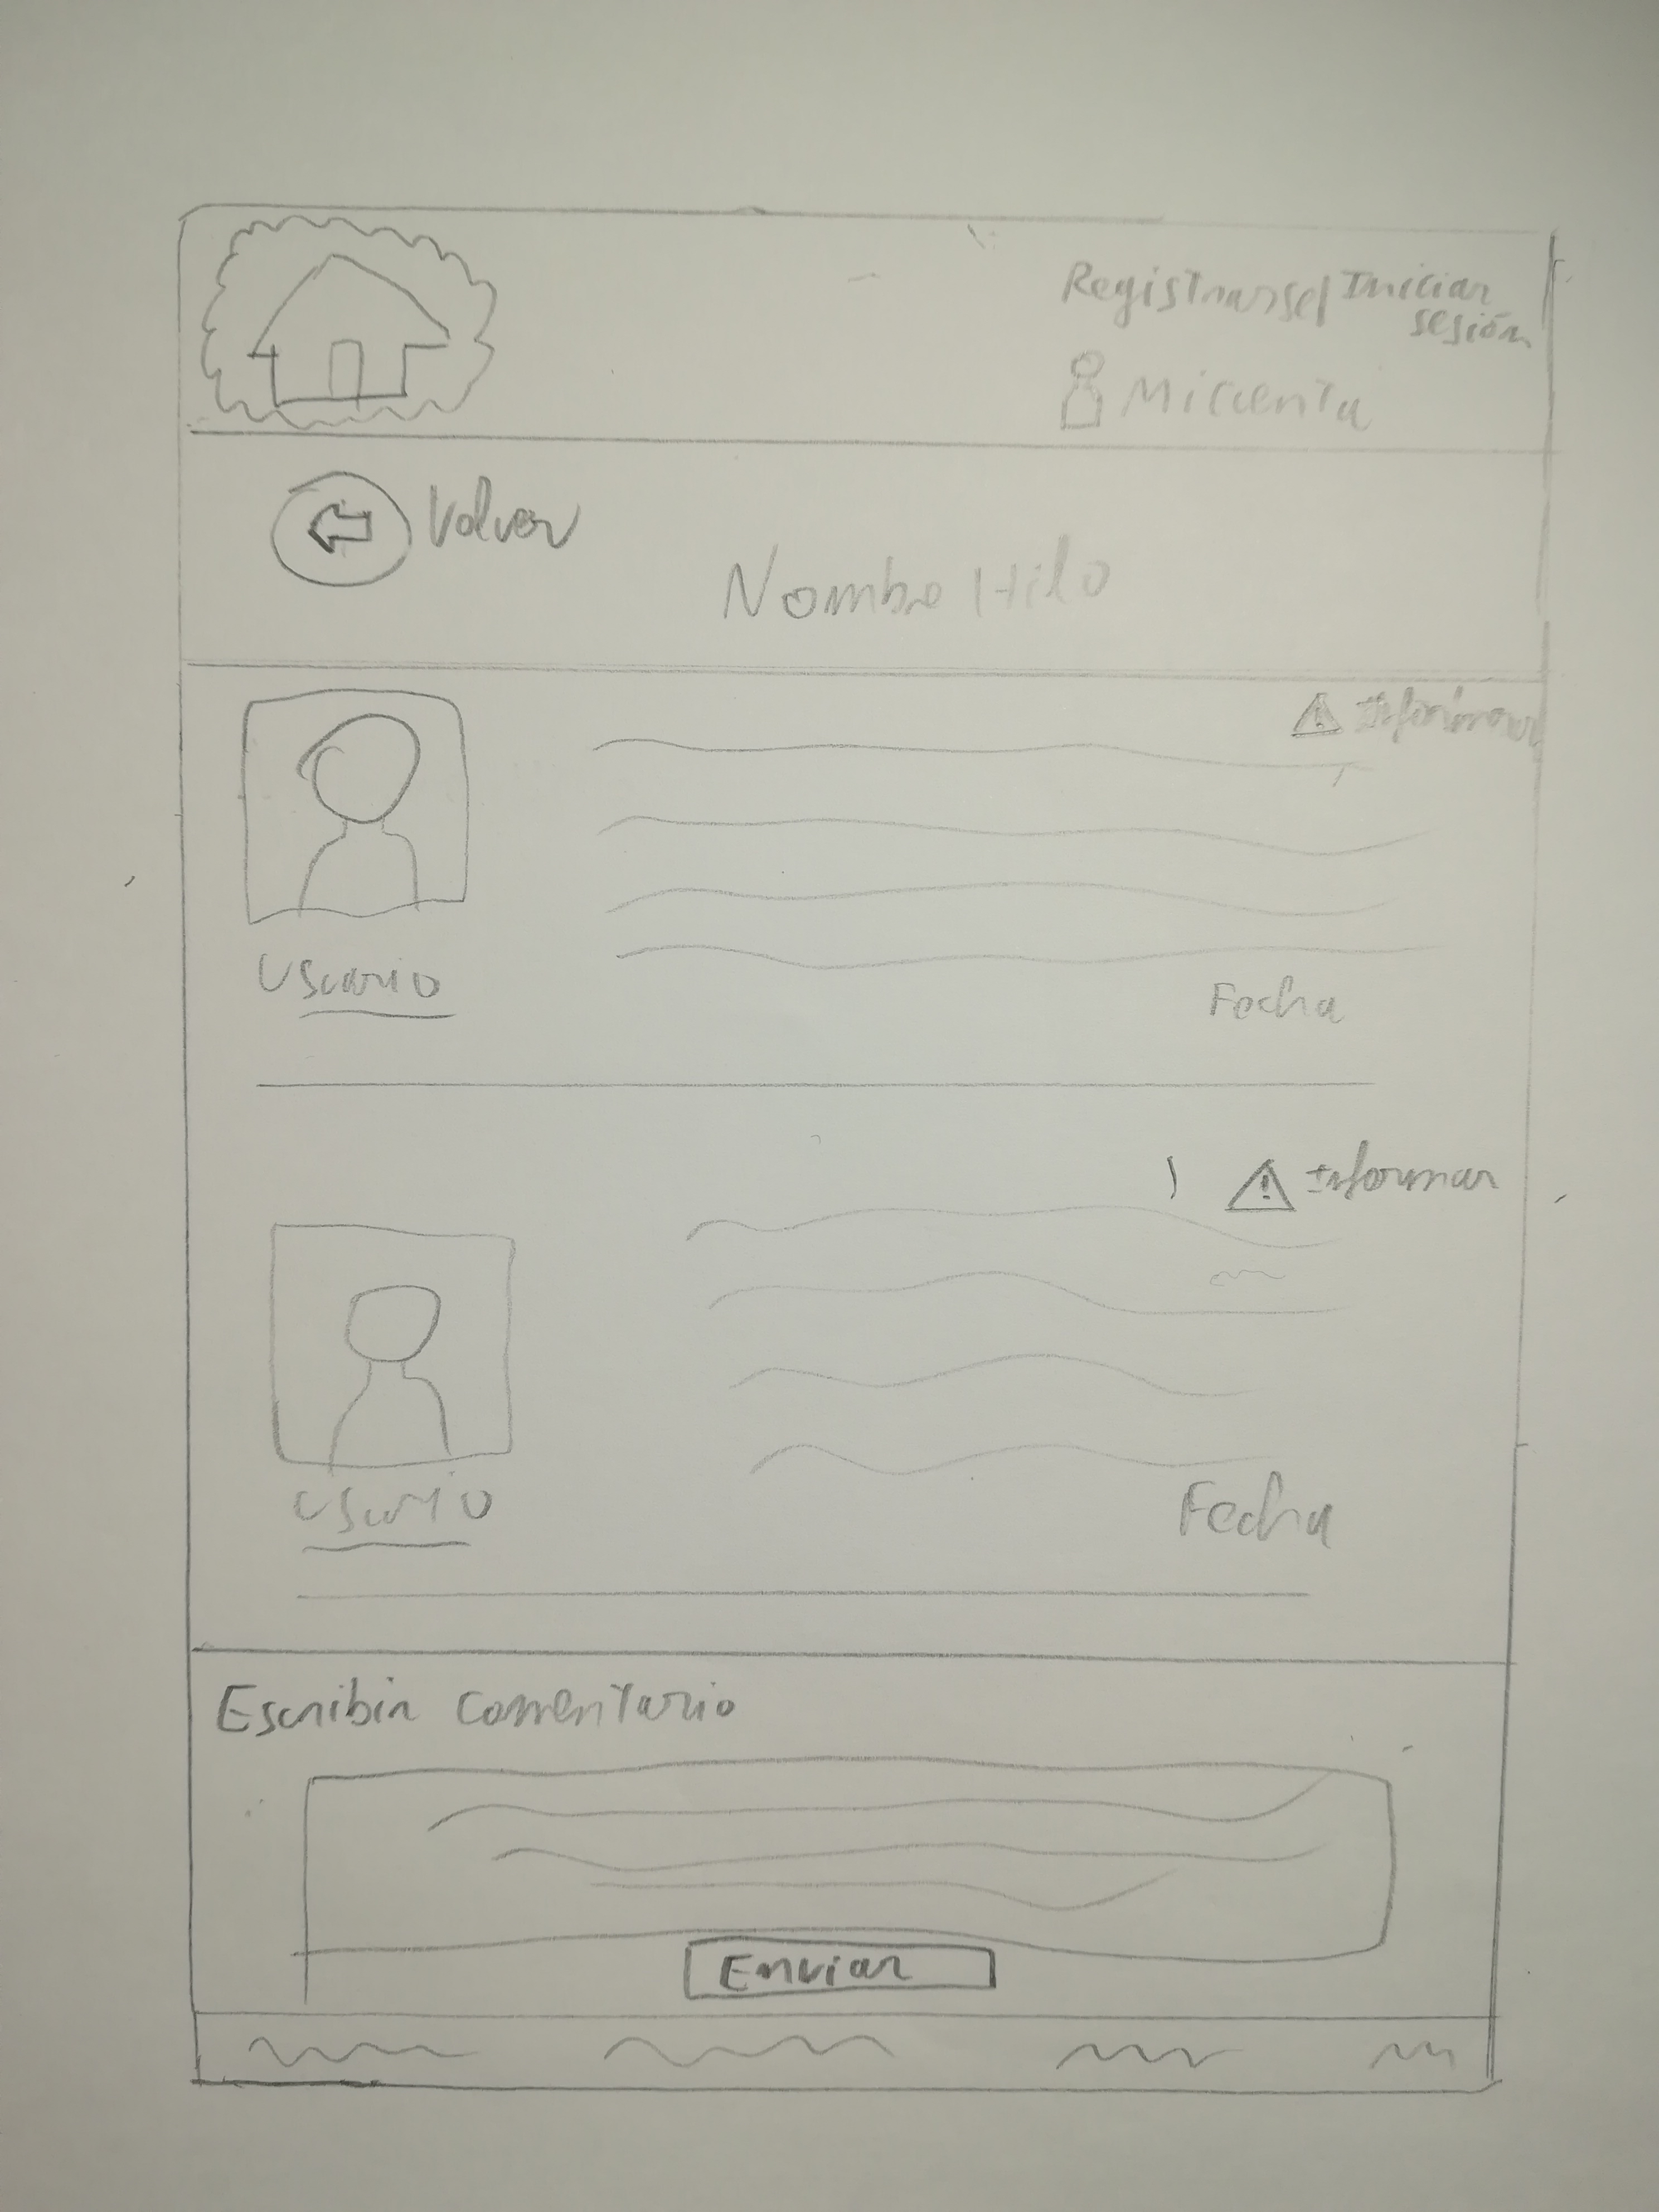 Registrarse/ Iniciar
sesión
Mi cuenta
Volver
Nombre Hilo
Informar
Usuario
Fecha
Informar
Usuario
Fecha
Escribir comentario
Enviar